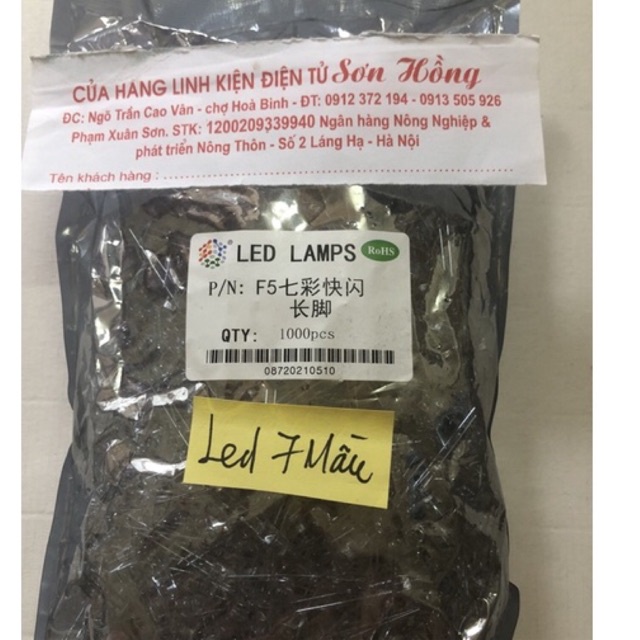 CỬA HÀNG LINH KIỆN ĐIỆN TỬ Sơn Hồng
ĐC: Ngõ Trần Cao Vân - chợ Hoà Bình - ĐT: 0912 372 194 - 0913 505 926
Phạm Xuân Sơn. STK: 1200209339940 Ngân hàng Nông Nghiệp &
phát triển Nông Thôn - Số 2 Láng Hạ - Hà Nội
Tên khách hàng :
LED LAMPS RoHS
P/N: F5七彩快闪
长脚
QTY: 1000pcs
08720210510
Led 7 Mầu